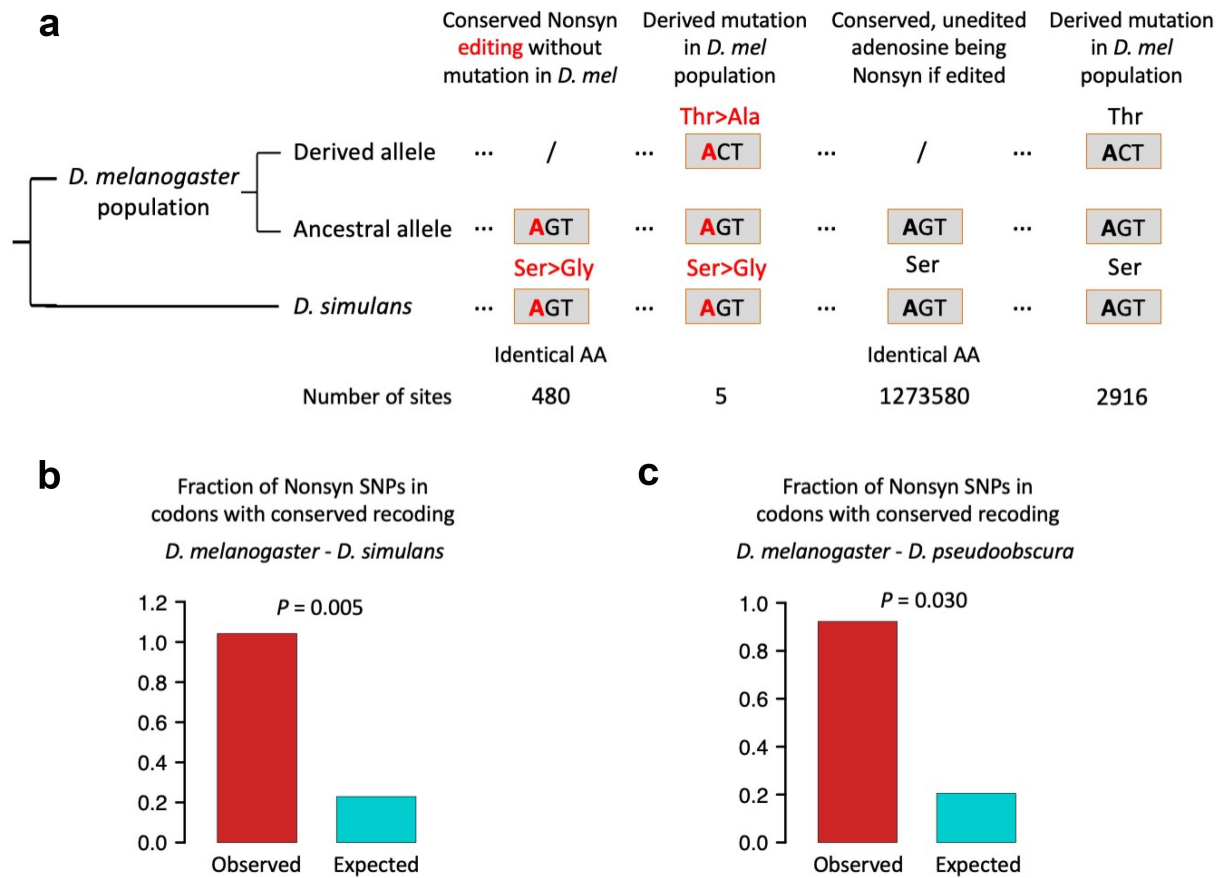 a
Conserved Nonsyn
editing without
mutation in D. mel
Derived mutation
in D. mel
population
Conserved, unedited
adenosine being
Nonsyn if edited
Derived mutation
in D. mel
population
Thr>Ala
Thr
Derived allele ... / ... ACT ... / ... ACT
D. melanogaster
population
Ancestral allele ... AGT ... AGT ... AGT ... AGT
Ser>Gly Ser>Gly Ser Ser
D. simulans ... AGT ... AGT ... AGT ... AGT
Identical AA Identical AA
Number of sites 480 5 1273580 2916
b
Fraction of Nonsyn SNPs in
codons with conserved recoding
D. melanogaster - D. simulans
P = 0.005
1.2
1.0
0.8
0.6
0.4
0.2
0.0
Observed Expected
c
Fraction of Nonsyn SNPs in
codons with conserved recoding
D. melanogaster - D. pseudoobscura
P = 0.030
1.0
0.8
0.6
0.4
0.2
0.0
Observed Expected